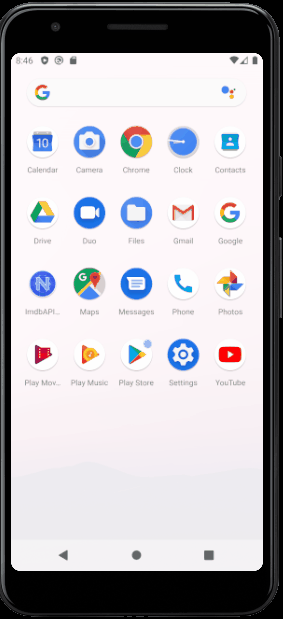 8:46
Calendar Camera Chrome Clock Contacts
Drive Duo Files Gmail Google
ImdbAPI... Maps Messages Phone Photos
Play Mov... Play Music Play Store Settings YouTube